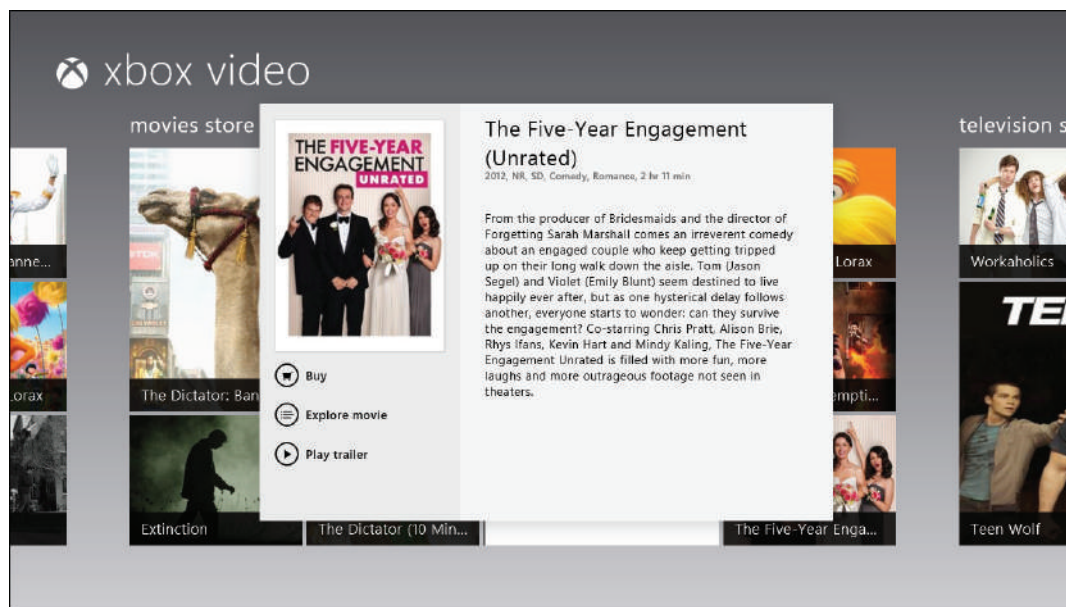 xbox video
movies store
television s
THE FIVE-YEAR
ENGAGEMENT
UNRATED
The Five-Year Engagement
(Unrated)
2012, NR, SD, Comedy, Romance, 2 hr 11 min
From the producer of Bridesmaids and the director of
Forgetting Sarah Marshall comes an irreverent comedy
about an engaged couple who keep getting tripped
up on their long walk down the aisle. Tom (Jason
Segel) and Violet (Emily Blunt) seem destined to live
happily ever after, but as one hysterical delay follows
another, everyone starts to wonder: can they survive
the engagement? Co-starring Chris Pratt, Alison Brie,
Rhys Ifans, Kevin Hart and Mindy Kaling, The Five-Year
Engagement Unrated is filled with more fun, more
laughs and more outrageous footage not seen in
theaters.
Buy
Explore movie
Play trailer
anne...
orax
TDK
The Dictator: Ban
Extinction
The Dictator (10 Min...
Lorax
empti...
The Five-Year Enga...
Workaholics
TE
Teen Wolf